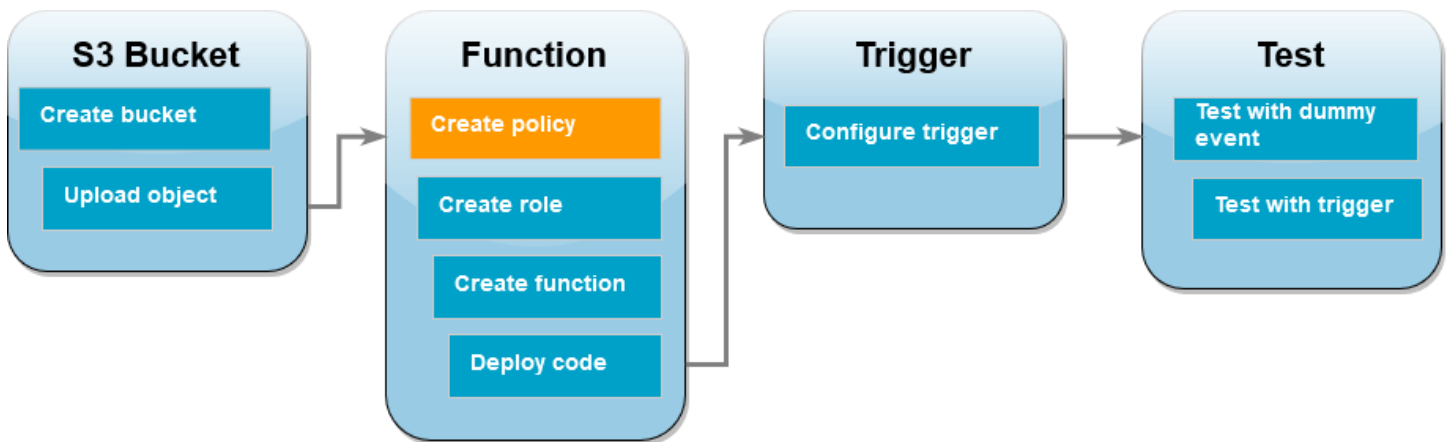 S3 Bucket
Create bucket
Upload object
Function
Create policy
Create role
Create function
Deploy code
Trigger
Configure trigger
Test
Test with dummy
event
Test with trigger